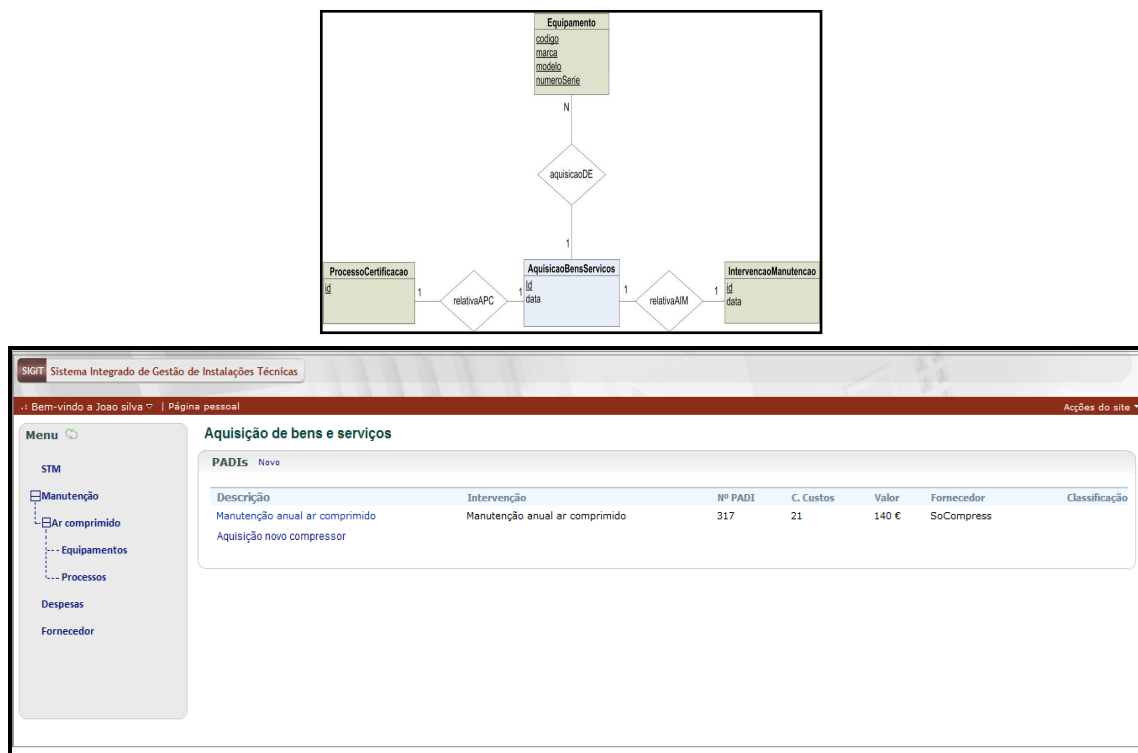 Equipamento
codigo
marca
modelo
numeroSerie
N
aquisicaoDE
1
ProcessoCertificacao
id
1
relativaAPC
1
AquisicaoBensServicos
Id
data
1
relativaAIM
1
IntervencaoManutencao
id
data
SIGIT Sistema Integrado de Gestão de Instalações Técnicas
.: Bem-vindo a Joao silva | Página pessoal
Acções do site
Menu
STM
Manutenção
Ar comprimido
Equipamentos
Processos
Despesas
Fornecedor
Aquisição de bens e serviços
PADIs Novo
Descrição Intervenção Nº PADI C. Custos Valor Fornecedor Classificação
Manutenção anual ar comprimido Manutenção anual ar comprimido 317 21 140 € SoCompress
Aquisição novo compressor